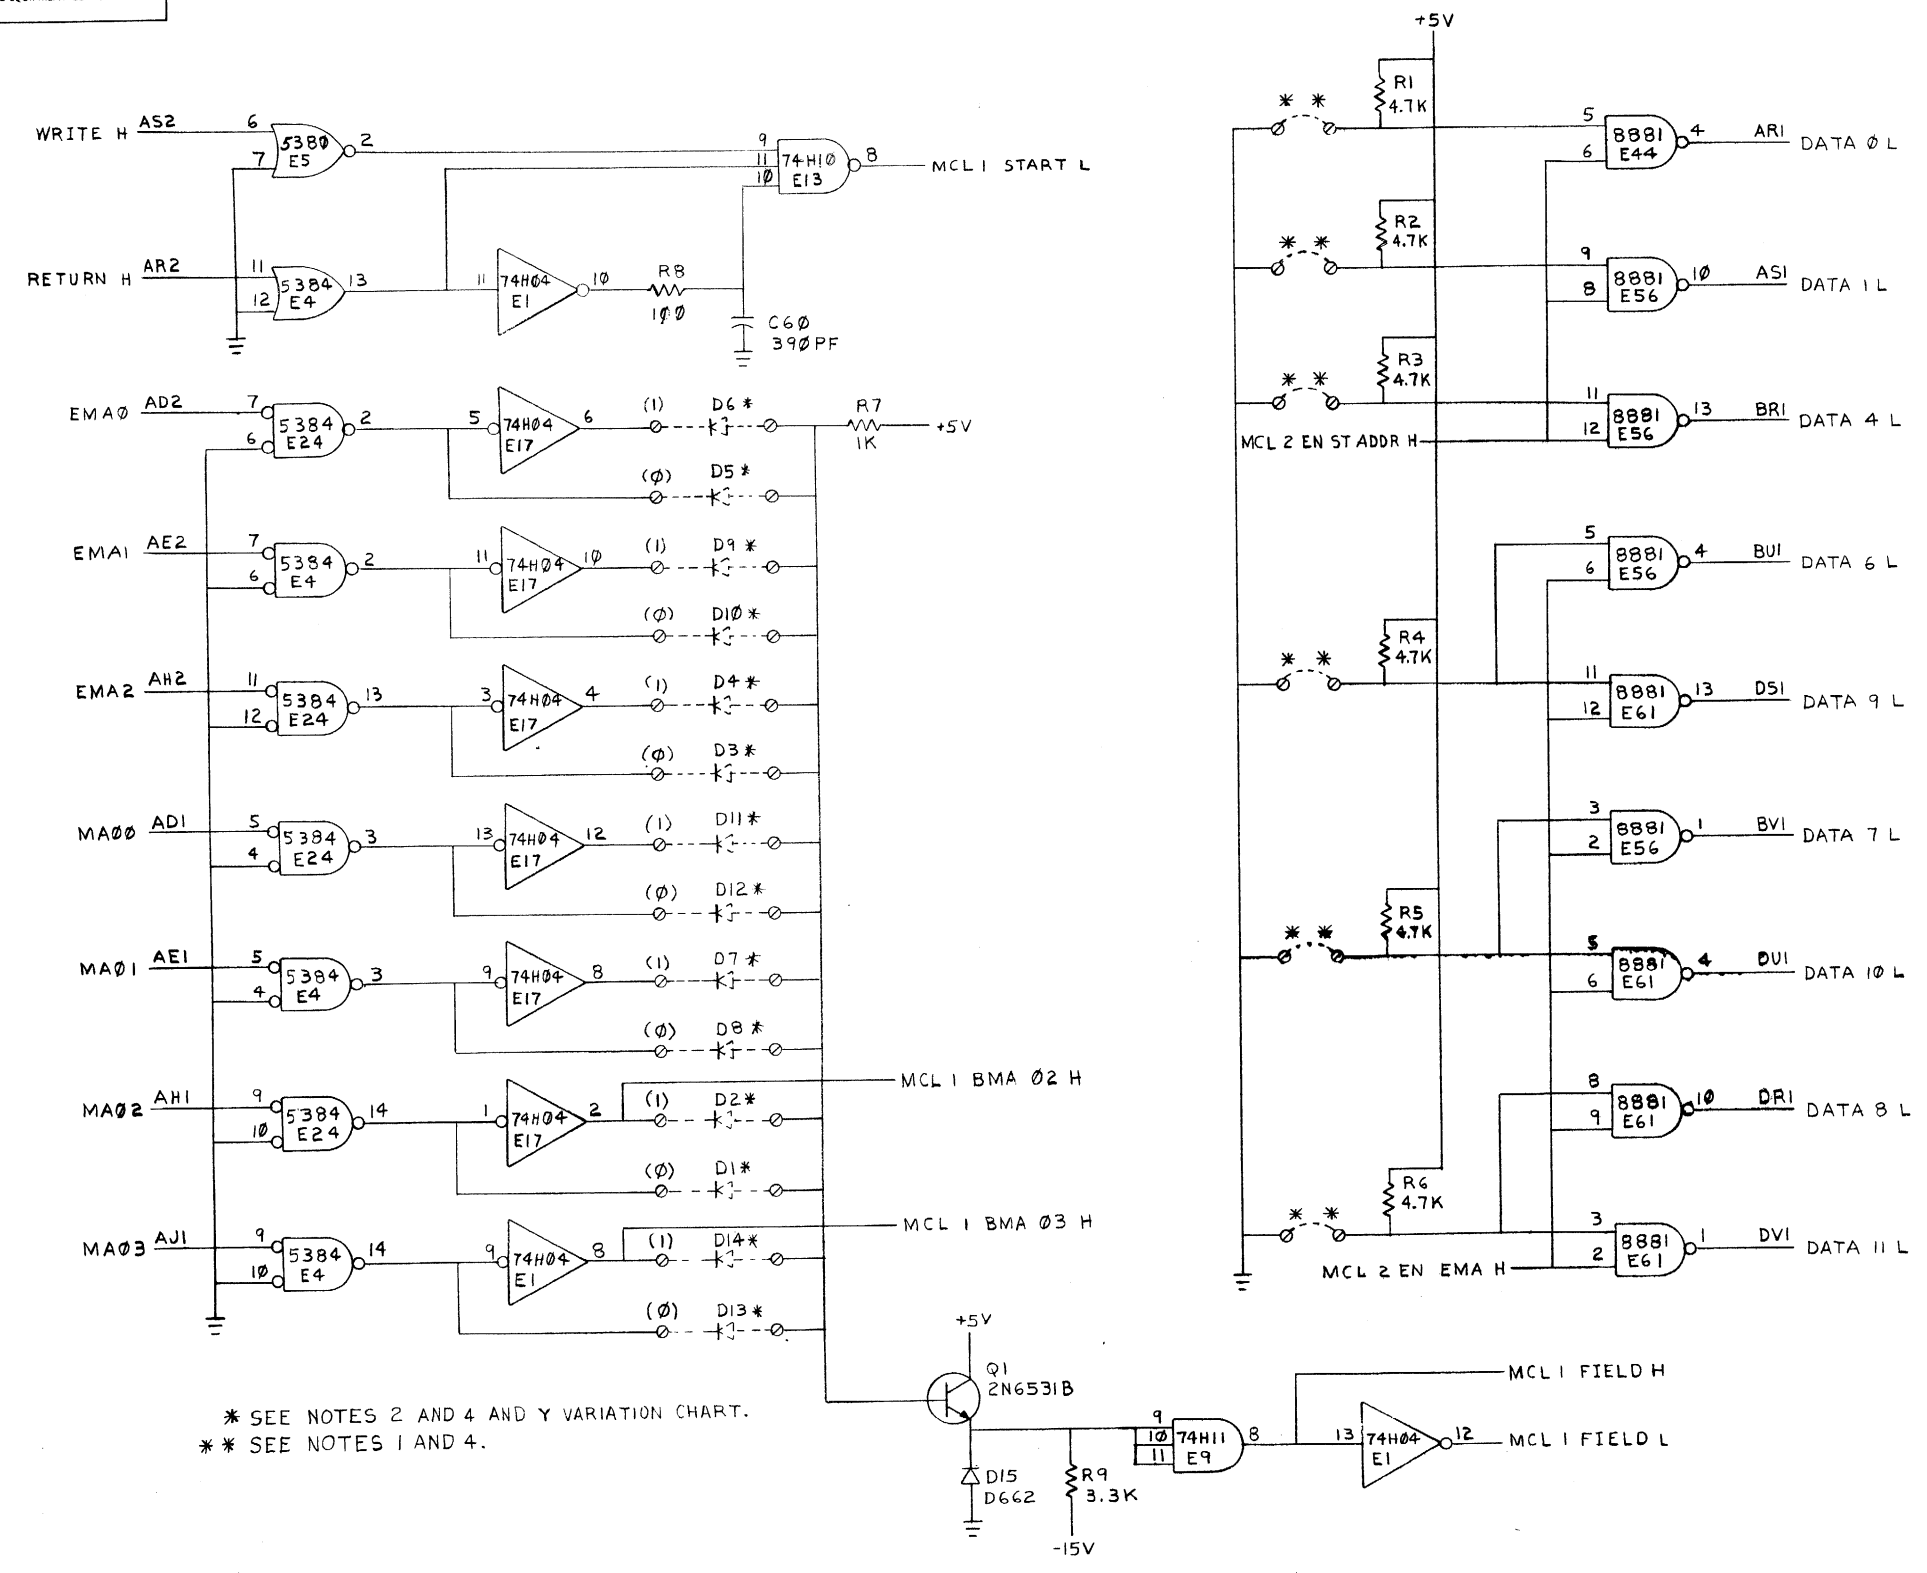 +5V
WRITE H AS2 6 7 5380 E5 2
9 11 10 74H10 E13 8 MCL 1 START L
RETURN H AR2 11 12 5384 E4 13
11 74H04 E1 10 R8 100
C60 390PF
EMA0 AD2 7 6 5384 E24 2 5 74H04 E17 6 (1) D6* R7 1K +5V
(0) D5*
EMA1 AE2 7 6 5384 E4 2 11 74H04 E17 10 (1) D9*
(0) D10*
EMA2 AH2 11 12 5384 E24 13 3 74H04 E17 4 (1) D4*
(0) D3*
MA00 AD1 5 4 5384 E24 3 13 74H04 E17 12 (1) D11*
(0) D12*
MA01 AE1 5 4 5384 E4 3 9 74H04 E17 8 (1) D7*
(0) D8*
MCL 1 BMA 02 H
MA02 AH1 9 10 5384 E24 14 1 74H04 E17 2 (1) D2*
(0) D1*
MCL 1 BMA 03 H
MA03 AJ1 9 10 5384 E4 14 9 74H04 E1 8 (1) D14*
(0) D13*
* SEE NOTES 2 AND 4 AND Y VARIATION CHART.
** SEE NOTES 1 AND 4.
+5V
Q1
2N6531B
D15
D662
R9
3.3K
-15V
9 10 11 74H11 E9 8
13 74H04 E1 12
MCL 1 FIELD H
MCL 1 FIELD L
** R1 4.7K 5 6 8881 E44 4 AR1 DATA 0 L
** R2 4.7K 9 8 8881 E56 10 AS1 DATA 1 L
** R3 4.7K 11 12 8881 E56 13 BR1 DATA 4 L
MCL 2 EN ST ADDR H
5 6 8881 E56 4 BU1 DATA 6 L
** R4 4.7K 11 12 8881 E61 13 DS1 DATA 9 L
3 2 8881 E56 1 BV1 DATA 7 L
** R5 4.7K 5 6 8881 E61 4 DU1 DATA 10 L
8 9 8881 E61 10 DR1 DATA 8 L
** R6 4.7K 3 2 8881 E61 1 DV1 DATA 11 L
MCL 2 EN EMA H